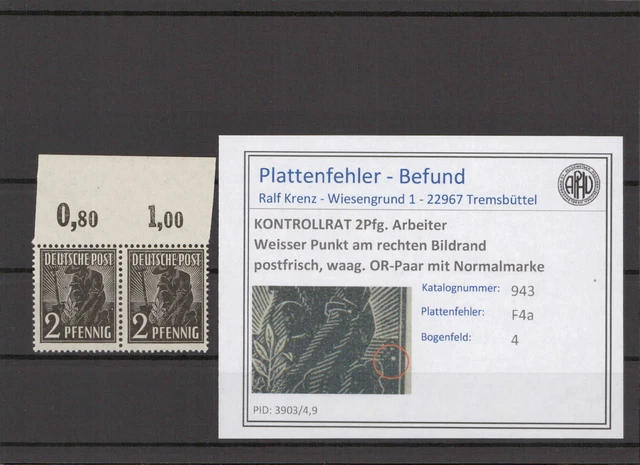 0,80 1,00
DEUTSCHE POST DEUTSCHE POST
2 PFENNIG 2 PFENNIG
Plattenfehler - Befund
Ralf Krenz - Wiesengrund 1 - 22967 Tremsbüttel
KONTROLLRAT 2Pfg. Arbeiter
Weisser Punkt am rechten Bildrand
postfrisch, waag. OR-Paar mit Normalmarke
Katalognummer: 943
Plattenfehler: F4a
Bogenfeld: 4
PID: 3903/4,9